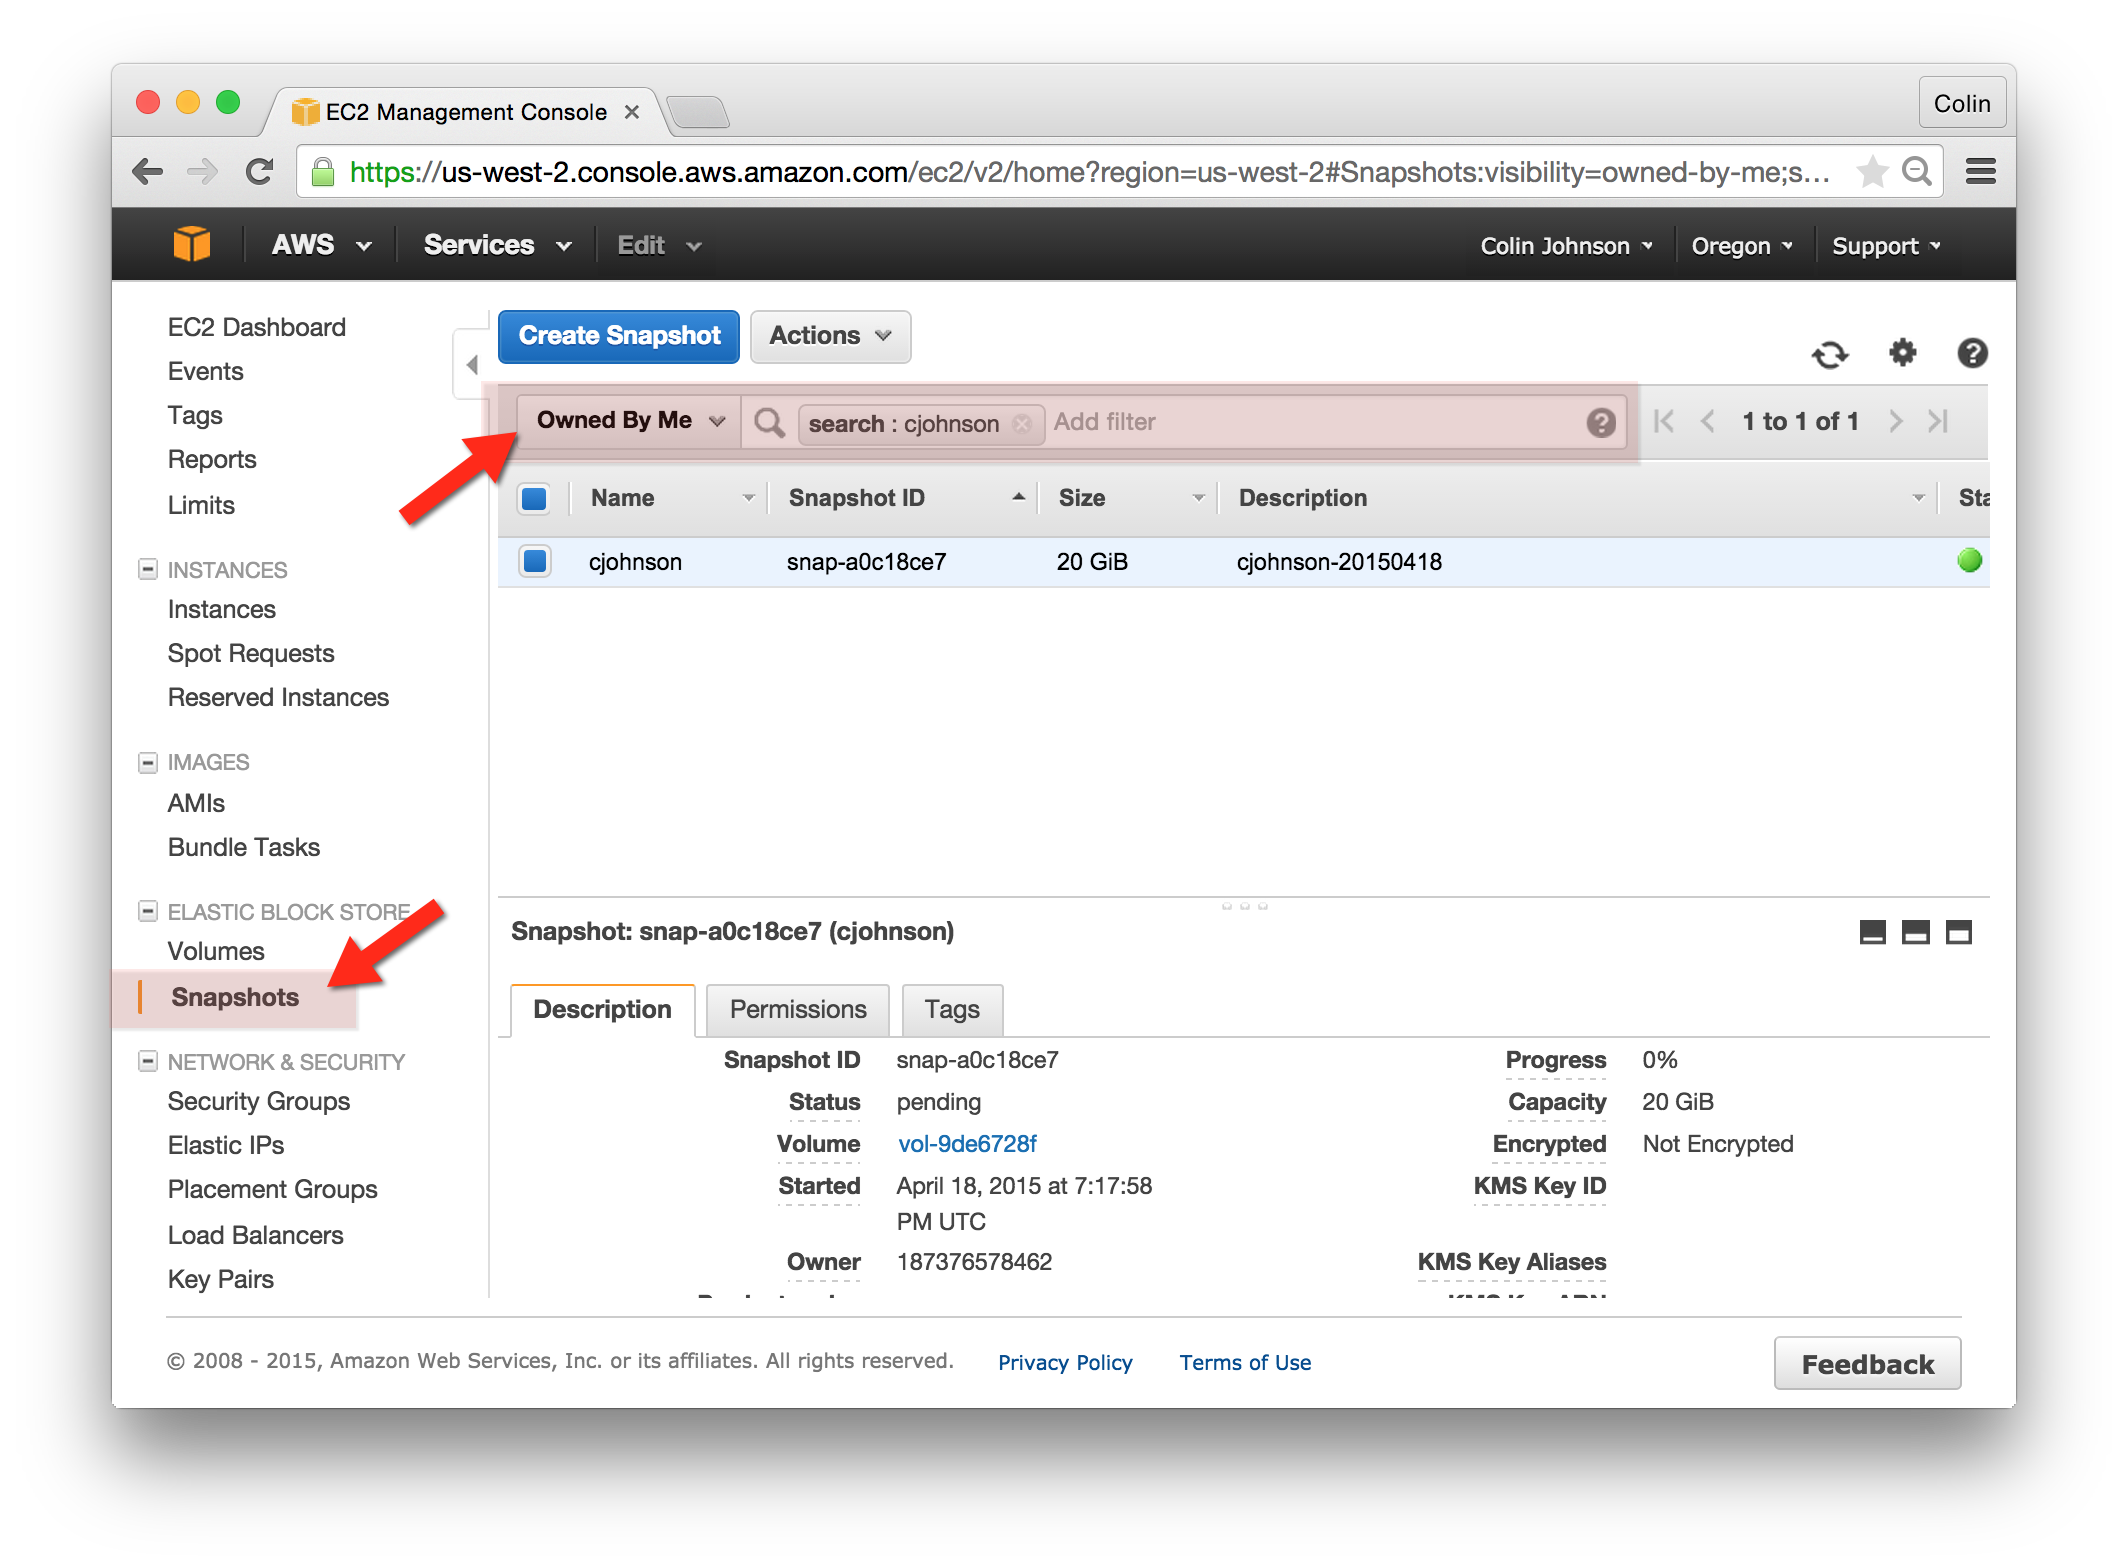 EC2 Management Console
Colin
https://us-west-2.console.aws.amazon.com/ec2/v2/home?region=us-west-2#Snapshots:visibility=owned-by-me;s...
AWS Services Edit Colin Johnson Oregon Support
EC2 Dashboard
Events
Tags
Reports
Limits
INSTANCES
Instances
Spot Requests
Reserved Instances
IMAGES
AMIs
Bundle Tasks
ELASTIC BLOCK STORE
Volumes
Snapshots
NETWORK & SECURITY
Security Groups
Elastic IPs
Placement Groups
Load Balancers
Key Pairs
Create Snapshot Actions
Owned By Me search : cjohnson Add filter 1 to 1 of 1
Name Snapshot ID Size Description Sta
cjohnson snap-a0c18ce7 20 GiB cjohnson-20150418
Snapshot: snap-a0c18ce7 (cjohnson)
Description Permissions Tags
Snapshot ID snap-a0c18ce7 Progress 0%
Status pending Capacity 20 GiB
Volume vol-9de6728f Encrypted Not Encrypted
Started April 18, 2015 at 7:17:58 KMS Key ID
PM UTC
Owner 187376578462 KMS Key Aliases
© 2008 - 2015, Amazon Web Services, Inc. or its affiliates. All rights reserved. Privacy Policy Terms of Use Feedback